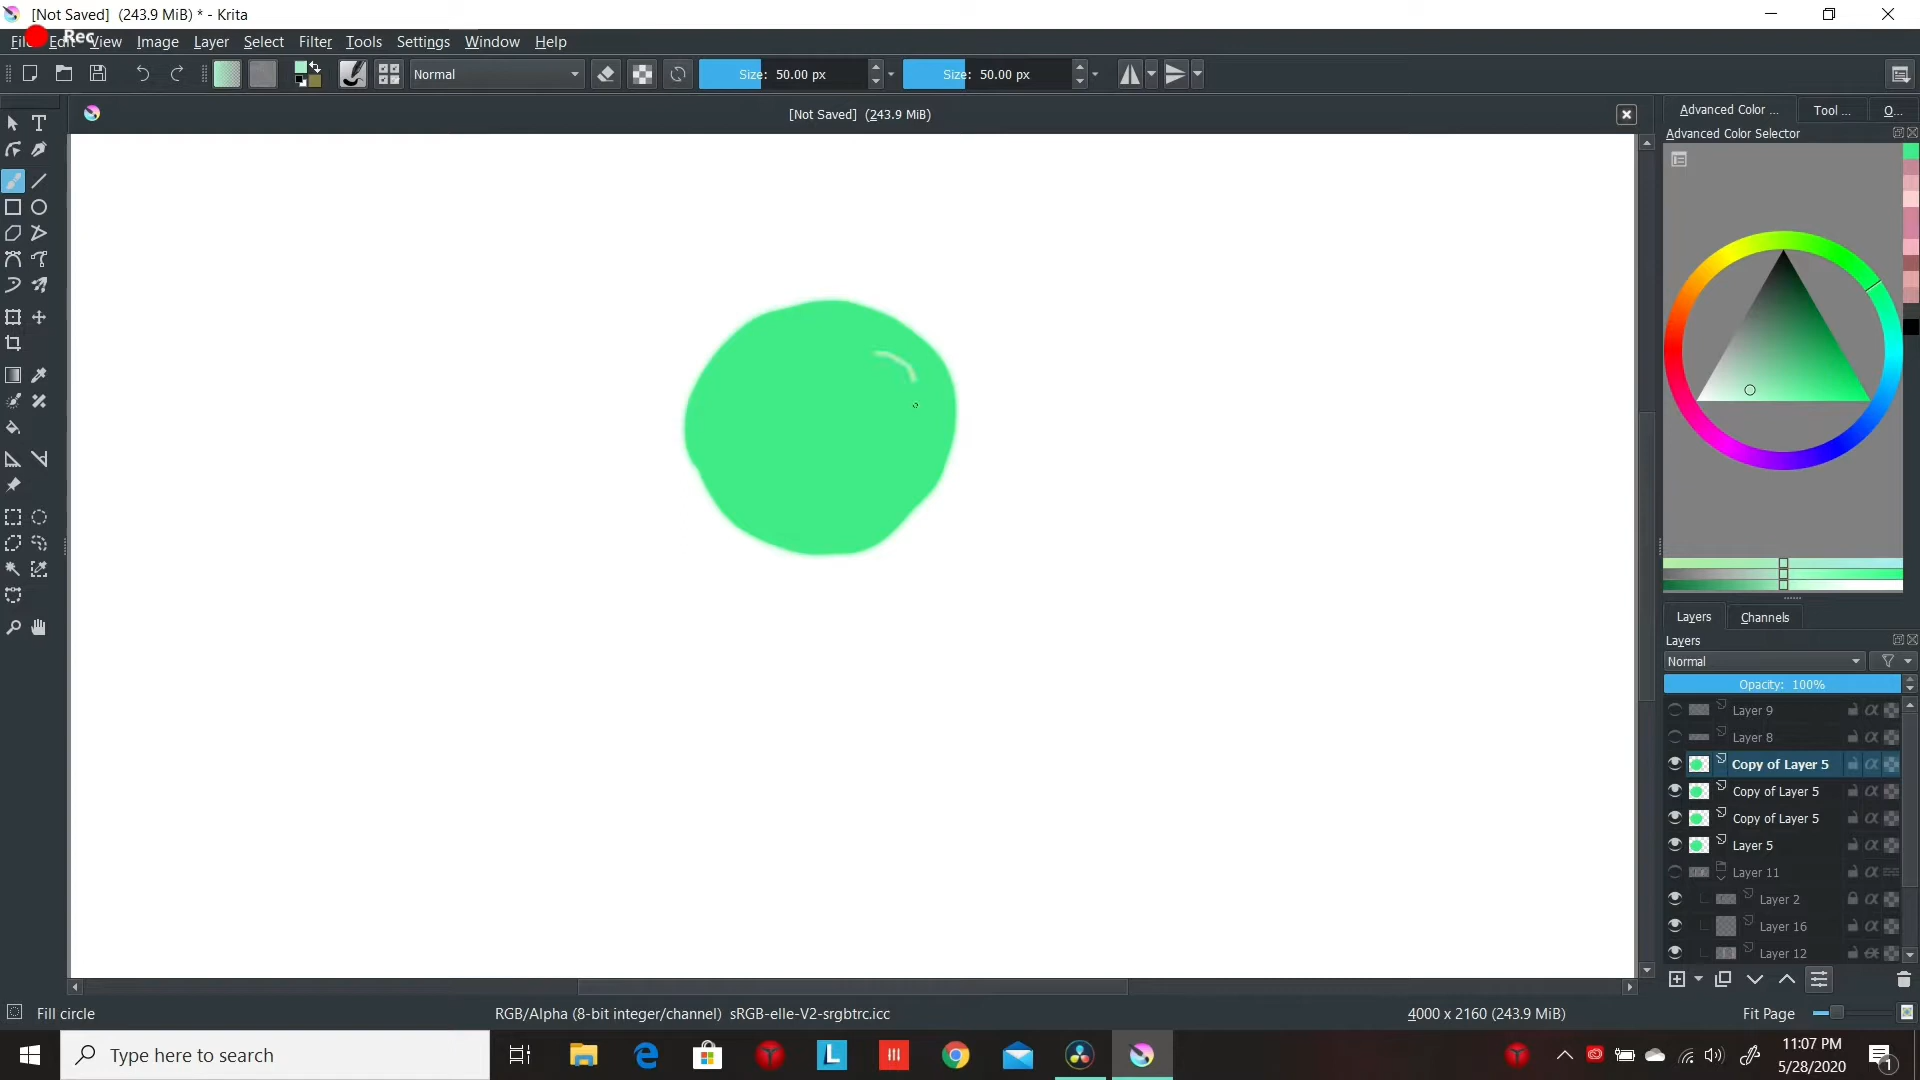 [Not Saved]  (243.9 MiB) * - Krita
Rec
File Edit View Image Layer Select Filter Tools Settings Window Help
Normal
Size: 50.00 px
Size: 50.00 px
[Not Saved]  (243.9 MiB)
Advanced Color ...
Tool ...
O...
Advanced Color Selector
Layers
Channels
Layers
Normal
Opacity: 100%
Layer 9
Layer 8
Copy of Layer 5
Copy of Layer 5
Copy of Layer 5
Layer 5
Layer 11
Layer 2
Layer 16
Layer 12
Fill circle
RGB/Alpha (8-bit integer/channel)  sRGB-elle-V2-srgbtrc.icc
4000 x 2160 (243.9 MiB)
Fit Page
Type here to search
L
11:07 PM
5/28/2020
1